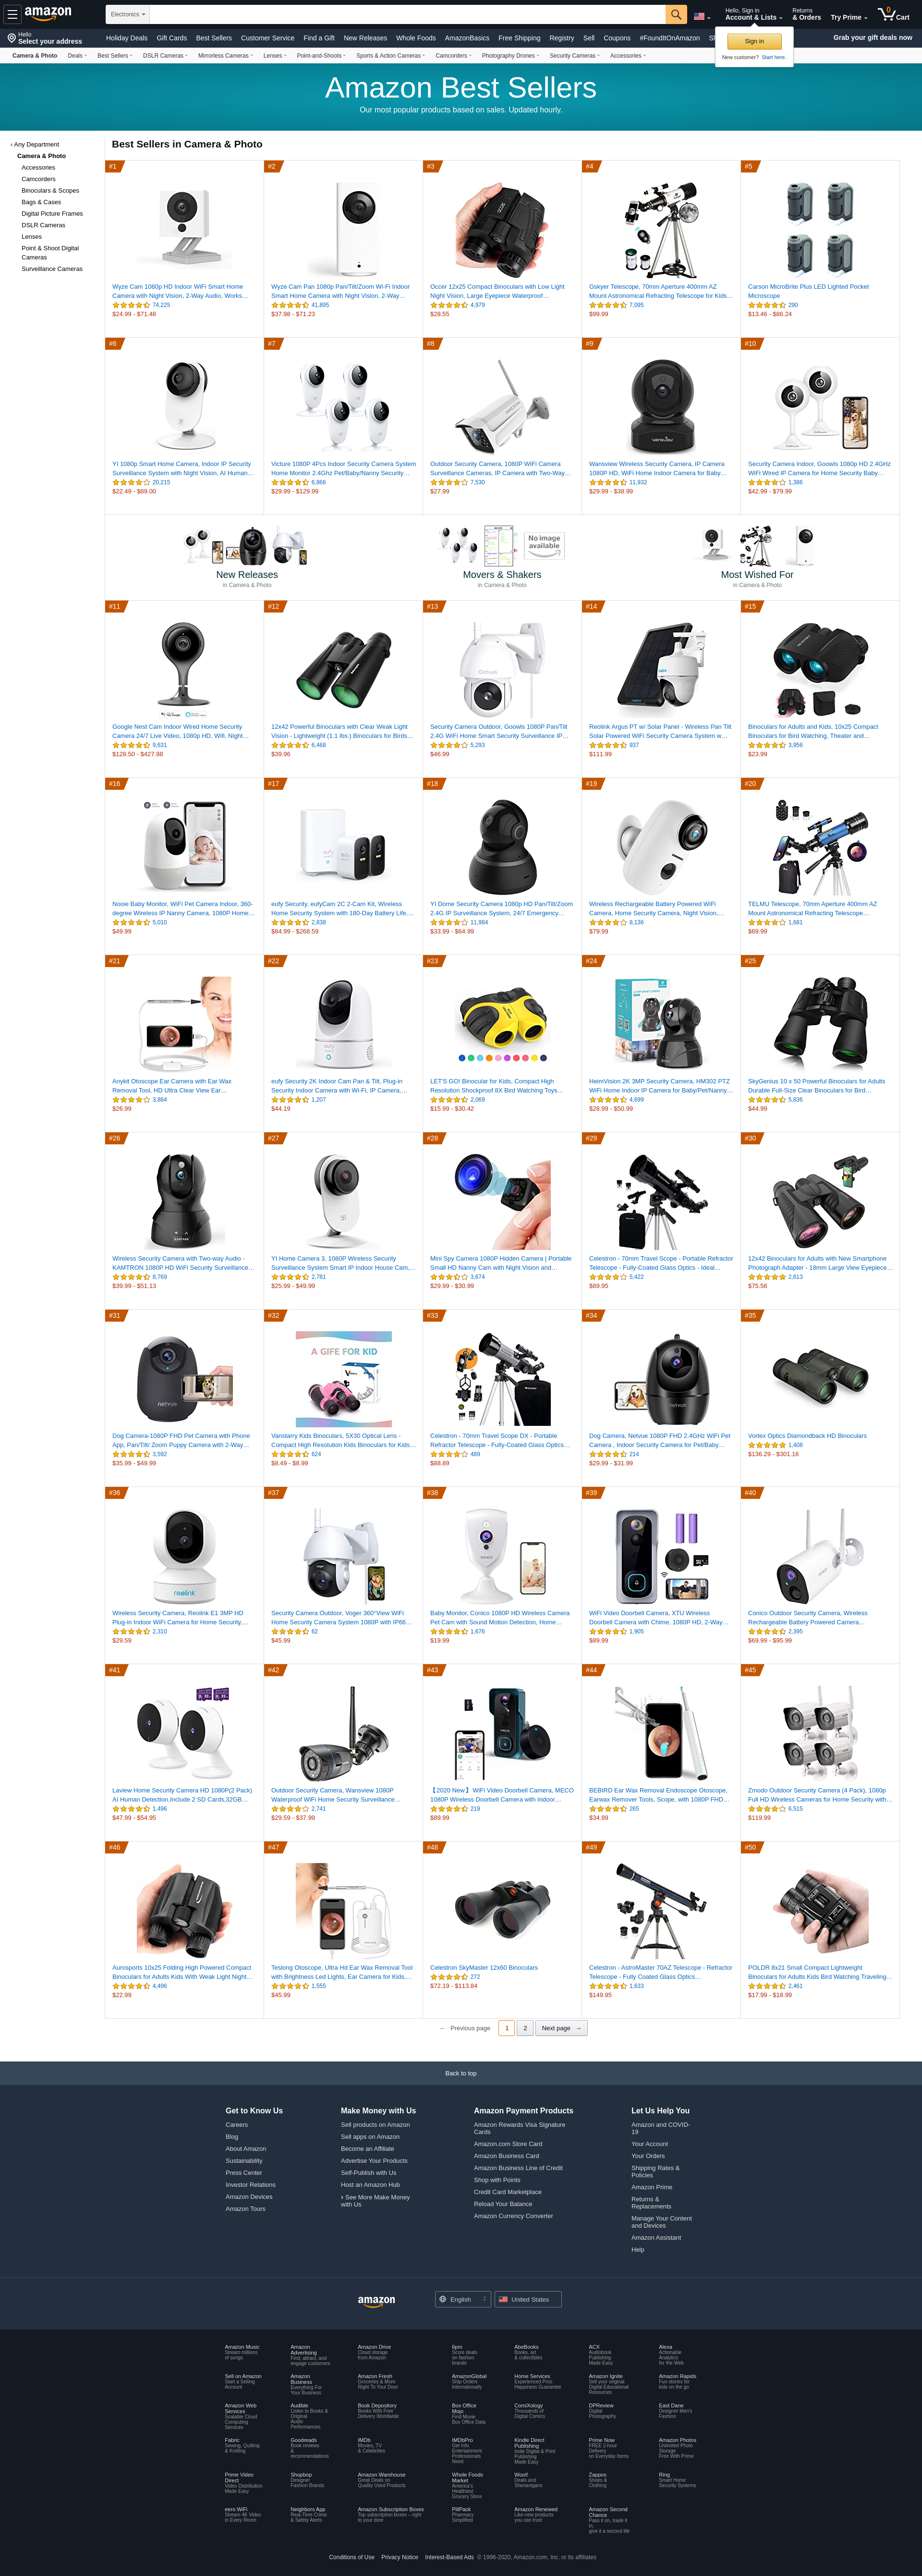 amazon
Electronics
Hello, Sign in
Account & Lists
Returns
& Orders
Try Prime
0
Cart
Hello
Select your address
Holiday Deals
Gift Cards
Best Sellers
Customer Service
Find a Gift
New Releases
Whole Foods
AmazonBasics
Free Shipping
Registry
Sell
Coupons
#FoundItOnAmazon
Grab your gift deals now
Sign in
New customer? Start here.
Camera & Photo
Deals
Best Sellers
DSLR Cameras
Mirrorless Cameras
Lenses
Point-and-Shoots
Sports & Action Cameras
Camcorders
Photography Drones
Security Cameras
Accessories
Amazon Best Sellers
Our most popular products based on sales. Updated hourly.
‹ Any Department
Camera & Photo
Accessories
Camcorders
Binoculars & Scopes
Bags & Cases
Digital Picture Frames
DSLR Cameras
Lenses
Point & Shoot Digital
Cameras
Surveillance Cameras
Best Sellers in Camera & Photo
#1
Wyze Cam 1080p HD Indoor WiFi Smart Home
Camera with Night Vision, 2-Way Audio, Works…
74,225
$24.99 - $71.48
#2
Wyze Cam Pan 1080p Pan/Tilt/Zoom Wi-Fi Indoor
Smart Home Camera with Night Vision, 2-Way…
41,895
$37.98 - $71.23
#3
Occer 12x25 Compact Binoculars with Low Light
Night Vision, Large Eyepiece Waterproof…
4,979
$28.55
#4
Gskyer Telescope, 70mm Aperture 400mm AZ
Mount Astronomical Refracting Telescope for Kids…
7,095
$99.99
#5
Carson MicroBrite Plus LED Lighted Pocket
Microscope
290
$13.46 - $86.24
#6
YI 1080p Smart Home Camera, Indoor IP Security
Surveillance System with Night Vision, AI Human…
20,215
$22.49 - $89.00
#7
Victure 1080P 4Pcs Indoor Security Camera System
Home Monitor 2.4Ghz Pet/Baby/Nanny Security…
6,866
$29.99 - $129.99
#8
Outdoor Security Camera, 1080P WiFi Camera
Surveillance Cameras, IP Camera with Two-Way…
7,530
$27.99
#9
Wansview Wireless Security Camera, IP Camera
1080P HD, WiFi Home Indoor Camera for Baby…
11,932
$29.99 - $38.99
#10
Security Camera Indoor, Goowls 1080p HD 2.4GHz
WiFi Wired IP Camera for Home Security Baby…
1,386
$42.99 - $79.99
New Releases
in Camera & Photo
No image
available
Movers & Shakers
in Camera & Photo
Most Wished For
in Camera & Photo
#11
Google Nest Cam Indoor Wired Home Security
Camera 24/7 Live Video, 1080p HD, Wifi, Night…
9,631
$128.50 - $427.98
#12
12x42 Powerful Binoculars with Clear Weak Light
Vision - Lightweight (1.1 lbs.) Binoculars for Birds…
6,468
$39.96
#13
Security Camera Outdoor, Goowls 1080P Pan/Tilt
2.4G WiFi Home Smart Security Surveillance IP…
5,293
$46.99
#14
Reolink Argus PT w/ Solar Panel - Wireless Pan Tilt
Solar Powered WiFi Security Camera System w…
937
$111.99
#15
Binoculars for Adults and Kids, 10x25 Compact
Binoculars for Bird Watching, Theater and…
3,956
$23.99
#16
Nooie Baby Monitor, WiFi Pet Camera Indoor, 360-
degree Wireless IP Nanny Camera, 1080P Home…
5,010
$49.99
#17
eufy Security, eufyCam 2C 2-Cam Kit, Wireless
Home Security System with 180-Day Battery Life,…
2,838
$84.99 - $268.59
#18
YI Dome Security Camera 1080p HD Pan/Tilt/Zoom
2.4G IP Surveillance System, 24/7 Emergency…
11,984
$33.99 - $64.99
#19
Wireless Rechargeable Battery Powered WiFi
Camera, Home Security Camera, Night Vision,…
8,136
$79.99
#20
TELMU Telescope, 70mm Aperture 400mm AZ
Mount Astronomical Refracting Telescope…
1,681
$69.99
#21
Anykit Otoscope Ear Camera with Ear Wax
Removal Tool, HD Ultra Clear View Ear…
3,884
$26.99
#22
eufy Security 2K Indoor Cam Pan & Tilt, Plug-in
Security Indoor Camera with Wi-Fi, IP Camera,…
1,207
$44.19
#23
LET'S GO! Binocular for Kids, Compact High
Resolution Shockproof 8X Bird Watching Toys…
2,069
$15.99 - $30.42
#24
HeimVision 2K 3MP Security Camera, HM302 PTZ
WiFi Home Indoor IP Camera for Baby/Pet/Nanny…
4,699
$28.99 - $50.99
#25
SkyGenius 10 x 50 Powerful Binoculars for Adults
Durable Full-Size Clear Binoculars for Bird…
5,836
$44.99
#26
Wireless Security Camera with Two-way Audio -
KAMTRON 1080P HD WiFi Security Surveillance…
8,769
$39.99 - $51.13
#27
YI Home Camera 3, 1080P Wireless Security
Surveillance System Smart IP Indoor House Cam,…
2,781
$25.99 - $49.99
#28
Mini Spy Camera 1080P Hidden Camera | Portable
Small HD Nanny Cam with Night Vision and…
3,674
$29.99 - $30.99
#29
Celestron - 70mm Travel Scope - Portable Refractor
Telescope - Fully-Coated Glass Optics - Ideal…
5,422
$89.95
#30
12x42 Binoculars for Adults with New Smartphone
Photograph Adapter - 18mm Large View Eyepiece…
2,613
$75.56
#31
Dog Camera-1080P FHD Pet Camera with Phone
App, Pan/Tilt/ Zoom Puppy Camera with 2-Way…
3,592
$35.99 - $49.99
#32
A GIFE FOR KID
Vanstarry Kids Binoculars, 5X30 Optical Lens -
Compact High Resolution Kids Binoculars for Kids…
624
$8.49 - $8.99
#33
Celestron - 70mm Travel Scope DX - Portable
Refractor Telescope - Fully-Coated Glass Optics…
489
$88.89
#34
Dog Camera, Netvue 1080P FHD 2.4GHz WiFi Pet
Camera , Indoor Security Camera for Pet/Baby…
214
$29.99 - $31.99
#35
Vortex Optics Diamondback HD Binoculars
1,408
$136.29 - $301.16
#36
reolink
Wireless Security Camera, Reolink E1 3MP HD
Plug-in Indoor WiFi Camera for Home Security,…
2,310
$29.59
#37
Security Camera Outdoor, Voger 360°View WiFi
Home Security Camera System 1080P with IP66…
62
$45.99
#38
Baby Monitor, Conico 1080P HD Wireless Camera
Pet Cam with Sound Motion Detection, Home…
1,676
$19.99
#39
WiFi Video Doorbell Camera, XTU Wireless
Doorbell Camera with Chime, 1080P HD, 2-Way…
1,905
$89.99
#40
Conico Outdoor Security Camera, Wireless
Rechargeable Battery Powered Camera…
2,395
$69.99 - $95.99
#41
Laview Home Security Camera HD 1080P(2 Pack)
AI Human Detection,Include 2 SD Cards,32GB…
1,496
$47.99 - $54.95
#42
Outdoor Security Camera, Wansview 1080P
Waterproof WiFi Home Security Surveillance…
2,741
$29.59 - $37.99
#43
【2020 New】 WiFi Video Doorbell Camera, MECO
1080P Wireless Doorbell Camera with Indoor…
219
$89.99
#44
BEBIRD Ear Wax Removal Endoscope Otoscope,
Earwax Remover Tools, Scope, with 1080P FHD…
265
$34.99
#45
Zmodo Outdoor Security Camera (4 Pack), 1080p
Full HD Wireless Cameras for Home Security with…
6,515
$119.99
#46
Aurosports 10x25 Folding High Powered Compact
Binoculars for Adults Kids With Weak Light Night…
4,496
$22.99
#47
Teslong Otoscope, Ultra Hd Ear Wax Removal Tool
with Brightness Led Lights, Ear Camera for Kids,…
1,555
$45.99
#48
Celestron SkyMaster 12x60 Binoculars
272
$72.19 - $113.84
#49
Celestron - AstroMaster 70AZ Telescope - Refractor
Telescope - Fully Coated Glass Optics…
1,633
$149.95
#50
POLDR 8x21 Small Compact Lightweight
Binoculars for Adults Kids Bird Watching Traveling…
2,461
$17.99 - $18.99
← Previous page
1
2
Next page →
Back to top
Get to Know Us
Careers
Blog
About Amazon
Sustainability
Press Center
Investor Relations
Amazon Devices
Amazon Tours
Make Money with Us
Sell products on Amazon
Sell apps on Amazon
Become an Affiliate
Advertise Your Products
Self-Publish with Us
Host an Amazon Hub
› See More Make Money
with Us
Amazon Payment Products
Amazon Rewards Visa Signature
Cards
Amazon.com Store Card
Amazon Business Card
Amazon Business Line of Credit
Shop with Points
Credit Card Marketplace
Reload Your Balance
Amazon Currency Converter
Let Us Help You
Amazon and COVID-
19
Your Account
Your Orders
Shipping Rates &
Policies
Amazon Prime
Returns &
Replacements
Manage Your Content
and Devices
Amazon Assistant
Help
amazon
English
United States
Amazon Music
Stream millions
of songs
Amazon
Advertising
Find, attract, and
engage customers
Amazon Drive
Cloud storage
from Amazon
6pm
Score deals
on fashion
brands
AbeBooks
Books, art
& collectibles
ACX
Audiobook
Publishing
Made Easy
Alexa
Actionable
Analytics
for the Web
Sell on Amazon
Start a Selling
Account
Amazon
Business
Everything For
Your Business
Amazon Fresh
Groceries & More
Right To Your Door
AmazonGlobal
Ship Orders
Internationally
Home Services
Experienced Pros
Happiness Guarantee
Amazon Ignite
Sell your original
Digital Educational
Resources
Amazon Rapids
Fun stories for
kids on the go
Amazon Web
Services
Scalable Cloud
Computing
Services
Audible
Listen to Books &
Original
Audio
Performances
Book Depository
Books With Free
Delivery Worldwide
Box Office
Mojo
Find Movie
Box Office Data
ComiXology
Thousands of
Digital Comics
DPReview
Digital
Photography
East Dane
Designer Men's
Fashion
Fabric
Sewing, Quilting
& Knitting
Goodreads
Book reviews
&
recommendations
IMDb
Movies, TV
& Celebrities
IMDbPro
Get Info
Entertainment
Professionals
Need
Kindle Direct
Publishing
Indie Digital & Print
Publishing
Made Easy
Prime Now
FREE 2-hour
Delivery
on Everyday Items
Amazon Photos
Unlimited Photo
Storage
Free With Prime
Prime Video
Direct
Video Distribution
Made Easy
Shopbop
Designer
Fashion Brands
Amazon Warehouse
Great Deals on
Quality Used Products
Whole Foods
Market
America's
Healthiest
Grocery Store
Woot!
Deals and
Shenanigans
Zappos
Shoes &
Clothing
Ring
Smart Home
Security Systems
eero WiFi
Stream 4K Video
in Every Room
Neighbors App
Real-Time Crime
& Safety Alerts
Amazon Subscription Boxes
Top subscription boxes – right
to your door
PillPack
Pharmacy
Simplified
Amazon Renewed
Like-new products
you can trust
Amazon Second
Chance
Pass it on, trade it
in,
give it a second life
Conditions of Use
Privacy Notice
Interest-Based Ads
© 1996-2020, Amazon.com, Inc. or its affiliates